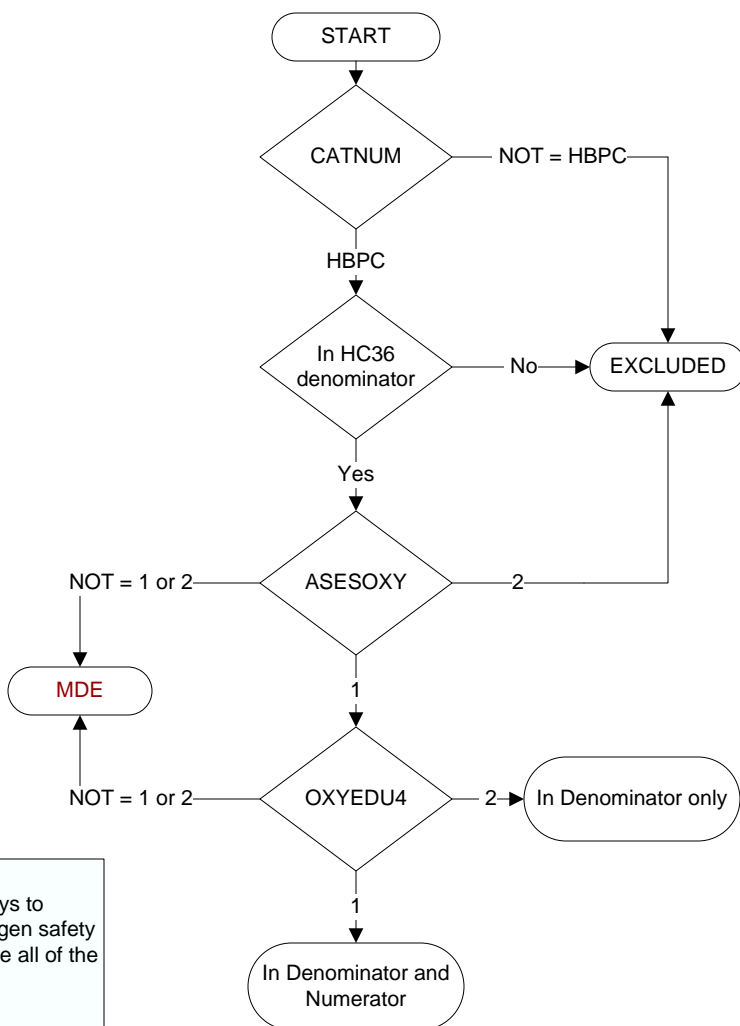 START
CATNUM
NOT = HBPC
HBPC
In HC36
denominator
No
EXCLUDED
Yes
NOT = 1 or 2
ASESOXY
2
MDE
1
NOT = 1 or 2
OXYEDU4
2
In Denominator only
1
In Denominator and
Numerator
ys to
gen safety
e all of the